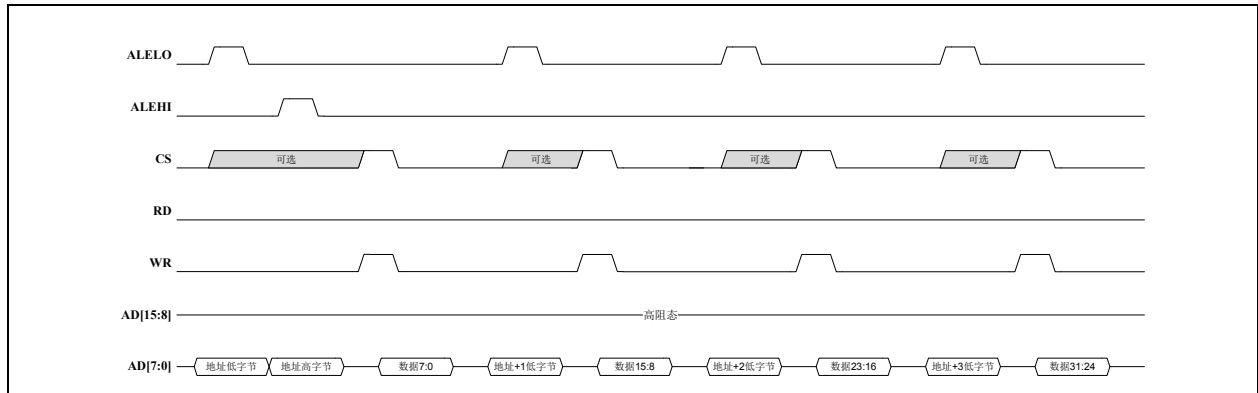 ALELO
ALEHI
CS 可选 可选 可选 可选
RD
WR
AD[15:8] 高阻态
AD[7:0] 地址低字节 地址高字节 数据7:0 地址+1低字节 数据15:8 地址+2低字节 数据23:16 地址+3低字节 数据31:24